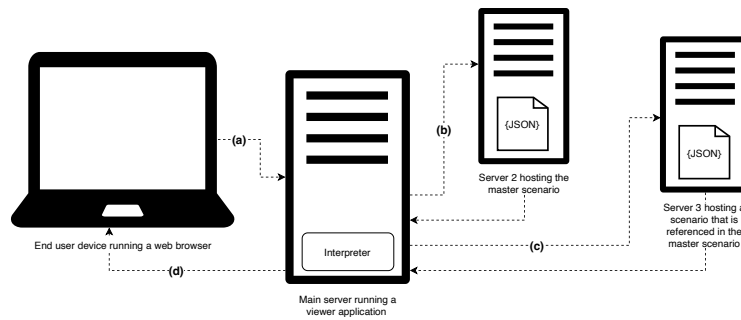 (a)
(b)
{JSON}
{JSON}
Server 2 hosting the
master scenario
Server 3 hosting a
scenario that is
referenced in the
master scenario
End user device running a web browser
Interpreter
(c)
(d)
Main server running a
viewer application